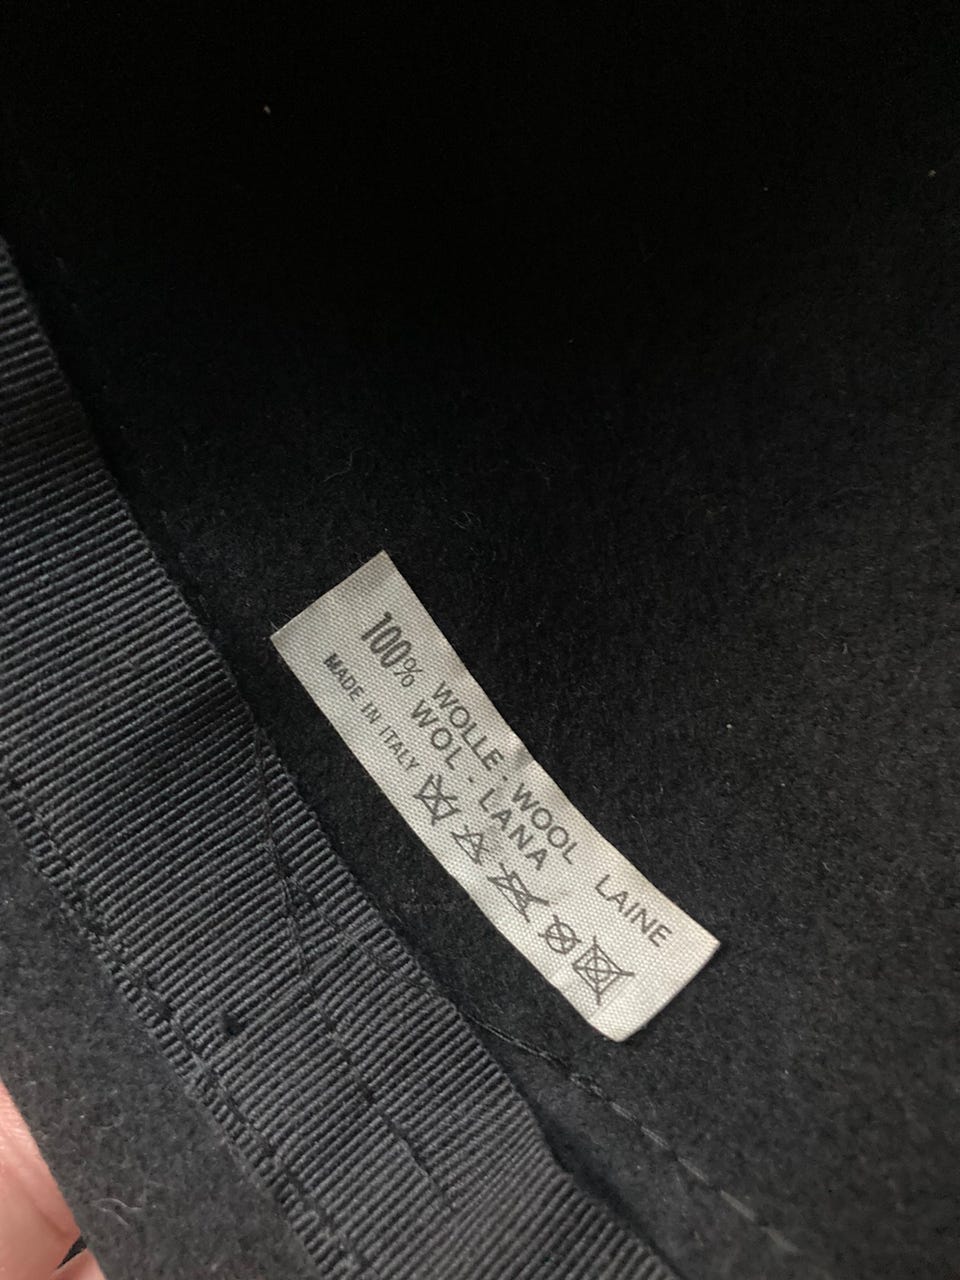 100% WOLLE - WOOL LAINE
WOL - LANA
MADE IN ITALY